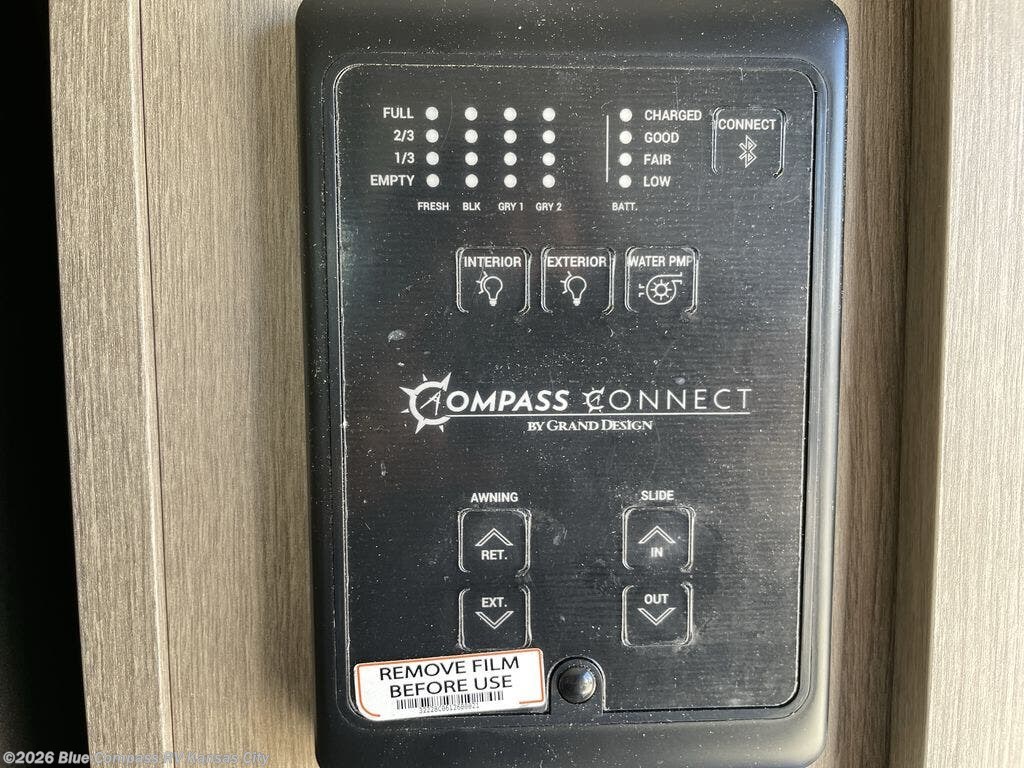 FULL
2/3
1/3
EMPTY
FRESH BLK GRY 1 GRY 2
CHARGED
GOOD
FAIR
LOW
BATT.
CONNECT
INTERIOR EXTERIOR WATER PMP
COMPASS CONNECT
BY GRAND DESIGN
AWNING SLIDE
RET. IN
EXT. OUT
REMOVE FILM
BEFORE USE
©2026 Blue Compass RV Kansas City